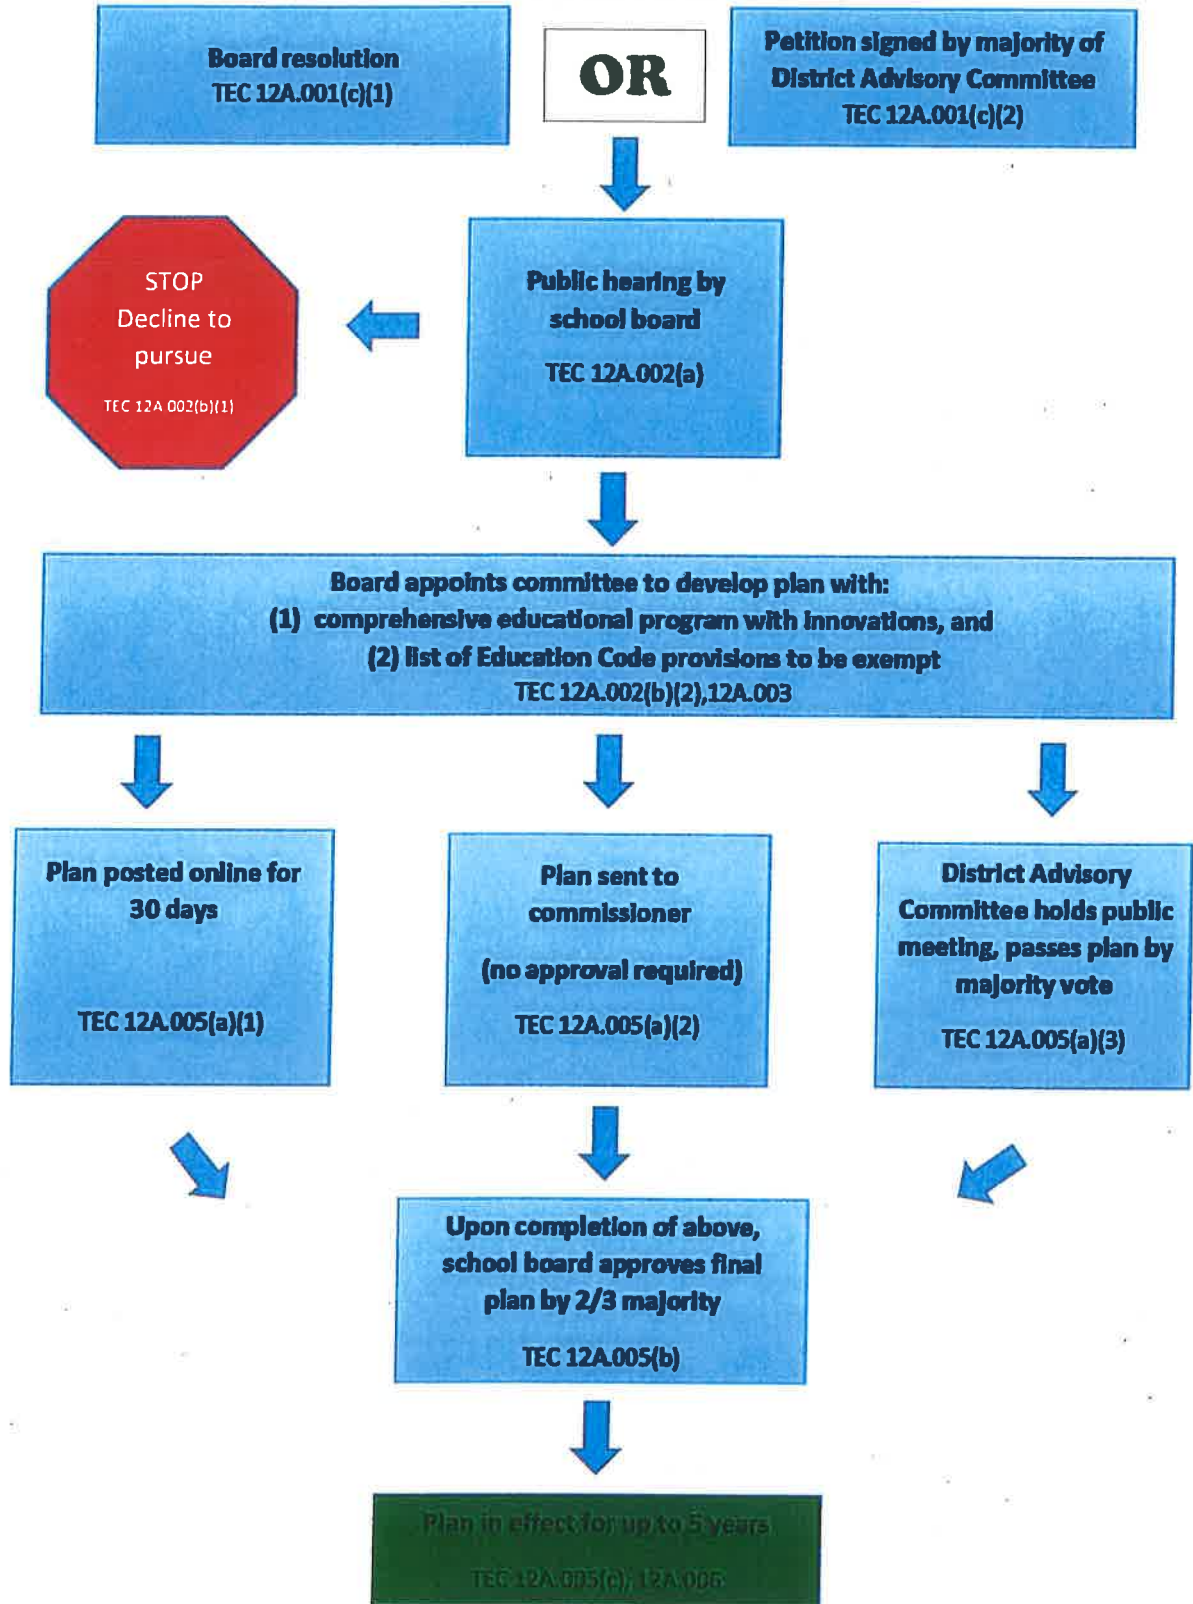 Board resolution
TEC 12A.001(c)(1)
OR
Petition signed by majority of
District Advisory Committee
TEC 12A.001(c)(2)
STOP
Decline to
pursue
TEC 12A.002(b)(1)
Public hearing by
school board
TEC 12A.002(a)
Board appoints committee to develop plan with:
(1) comprehensive educational program with innovations, and
(2) list of Education Code provisions to be exempt
TEC 12A.002(b)(2),12A.003
Plan posted online for
30 days
TEC 12A.005(a)(1)
Plan sent to
commissioner
(no approval required)
TEC 12A.005(a)(2)
District Advisory
Committee holds public
meeting, passes plan by
majority vote
TEC 12A.005(a)(3)
Upon completion of above,
school board approves final
plan by 2/3 majority
TEC 12A.005(b)
Plan in effect for up to 5 years
TEC 12A.005(c), 12A.006